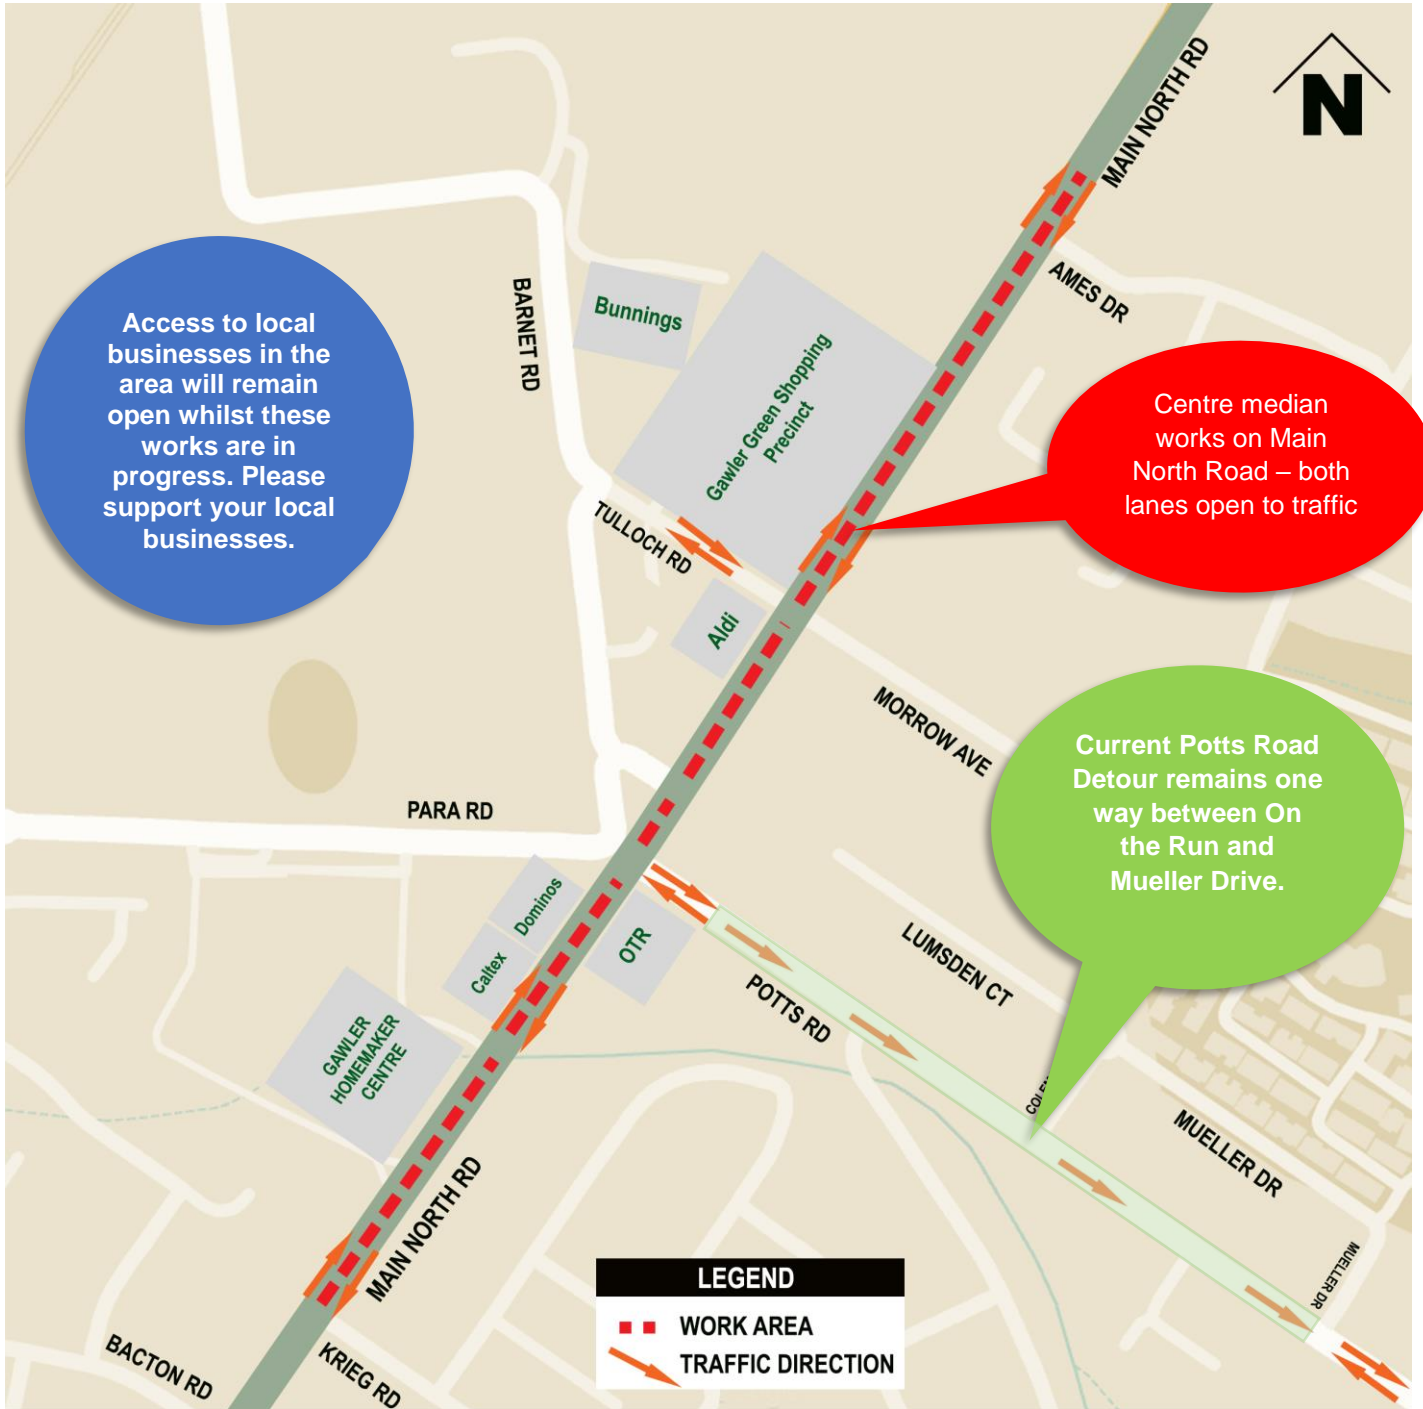 MAIN NORTH RD
N
AMES DR
BARNET RD
Bunnings
Gawler Green Shopping
Precinct
Access to local
businesses in the
area will remain
open whilst these
works are in
progress. Please
support your local
businesses.
Centre median
works on Main
North Road – both
lanes open to traffic
TULLOCH RD
Aldi
MORROW AVE
Current Potts Road
Detour remains one
way between On
the Run and
Mueller Drive.
PARA RD
Dominos
Caltex
OTR
LUMSDEN CT
POTTS RD
GAWLER
HOMEMAKER
CENTRE
MUELLER DR
MUELLER DR
MAIN NORTH RD
BACTON RD
KRIEG RD
LEGEND
WORK AREA
TRAFFIC DIRECTION